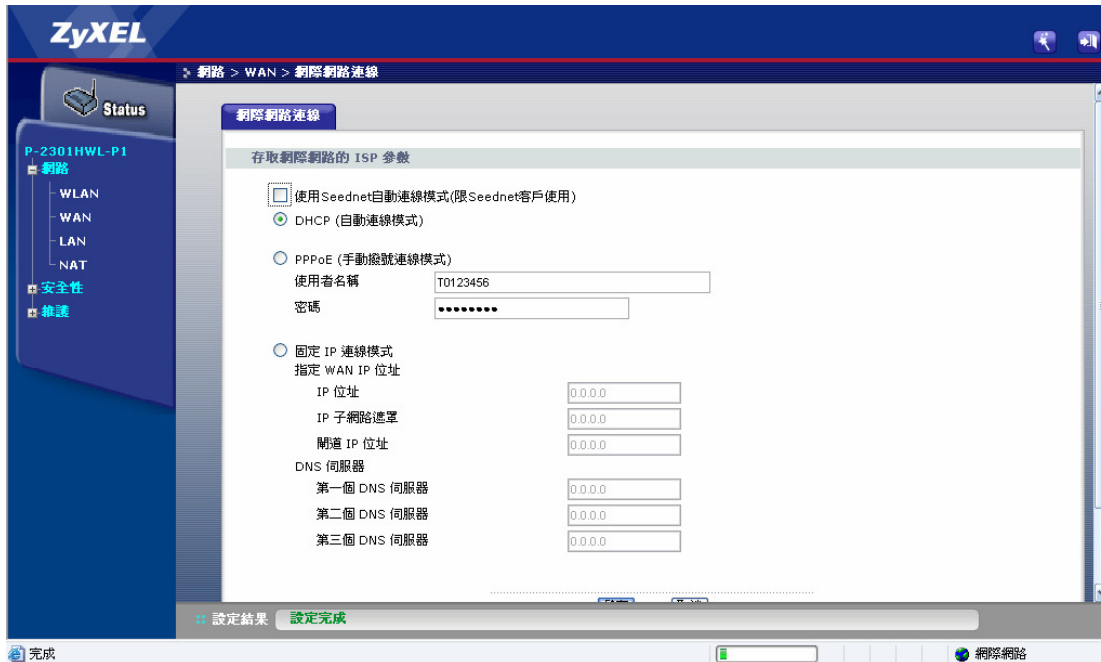 ZyXEL
網路 > WAN > 網際網路連線
Status
P-2301HWL-P1
網路
WLAN
WAN
LAN
NAT
安全性
維護
網際網路連線
存取網際網路的 ISP 參數
使用Seednet自動連線模式(限Seednet客戶使用)
DHCP (自動連線模式)
PPPoE (手動撥號連線模式)
使用者名稱 T0123456
密碼 ●●●●●●●●
固定 IP 連線模式
指定 WAN IP 位址
IP 位址 0.0.0.0
IP 子網路遮罩 0.0.0.0
閘道 IP 位址 0.0.0.0
DNS 伺服器
第一個 DNS 伺服器 0.0.0.0
第二個 DNS 伺服器 0.0.0.0
第三個 DNS 伺服器 0.0.0.0
設定結果 設定完成
完成 網際網路